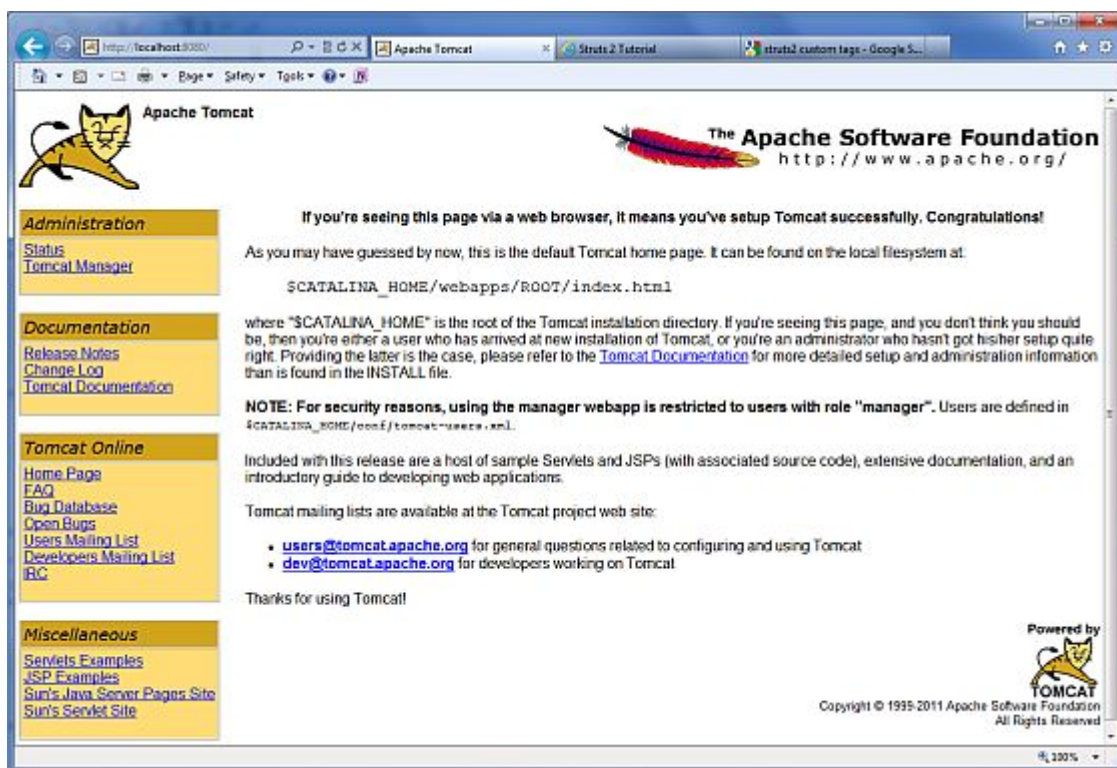 http://localhost:8080/
Apache Tomcat
Struts 2 Tutorial
struts2 custom tags - Google S...
Page
Safety
Tools
Apache Tomcat
The Apache Software Foundation
http://www.apache.org/
Administration
Status
Tomcat Manager
Documentation
Release Notes
Change Log
Tomcat Documentation
Tomcat Online
Home Page
FAQ
Bug Database
Open Bugs
Users Mailing List
Developers Mailing List
IRC
Miscellaneous
Servlets Examples
JSP Examples
Sun's Java Server Pages Site
Sun's Servlet Site
If you're seeing this page via a web browser, it means you've setup Tomcat successfully. Congratulations!
As you may have guessed by now, this is the default Tomcat home page. It can be found on the local filesystem at:
$CATALINA_HOME/webapps/ROOT/index.html
where "$CATALINA_HOME" is the root of the Tomcat installation directory. If you're seeing this page, and you don't think you should
be, then you're either a user who has arrived at new installation of Tomcat, or you're an administrator who hasn't got his/her setup quite
right. Providing the latter is the case, please refer to the Tomcat Documentation for more detailed setup and administration information
than is found in the INSTALL file.
NOTE: For security reasons, using the manager webapp is restricted to users with role "manager". Users are defined in
$CATALINA_HOME/conf/tomcat-users.xml.
Included with this release are a host of sample Servlets and JSPs (with associated source code), extensive documentation, and an
introductory guide to developing web applications.
Tomcat mailing lists are available at the Tomcat project web site:
• users@tomcat.apache.org for general questions related to configuring and using Tomcat
• dev@tomcat.apache.org for developers working on Tomcat
Thanks for using Tomcat!
Powered by
TOMCAT
Copyright © 1999-2011 Apache Software Foundation
All Rights Reserved
100%